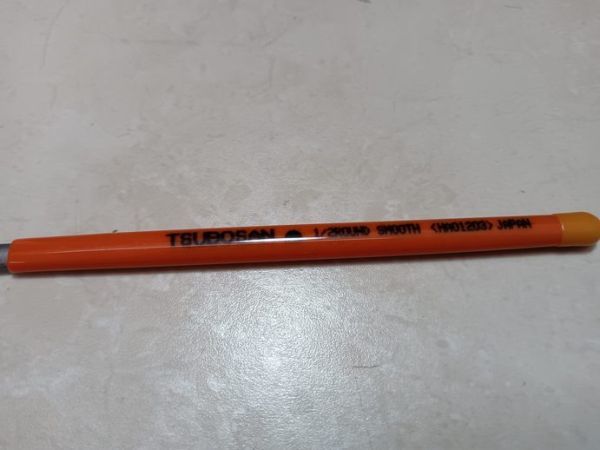 TSUBOSAN 1/2ROUND SMOOTH <HA01203> JAPAN